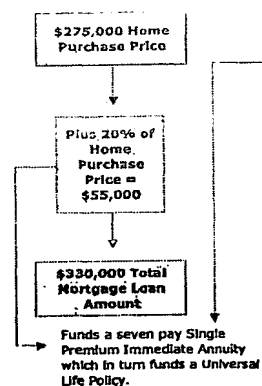 $275,000 Home
Purchase Price
Plus 20% of
Home
Purchase
Price =
$55,000
$330,000 Total
Mortgage Loan
Amount
Funds a seven pay Single
Premium Immediate Annuity
which in turn funds a Universal
Life Policy.